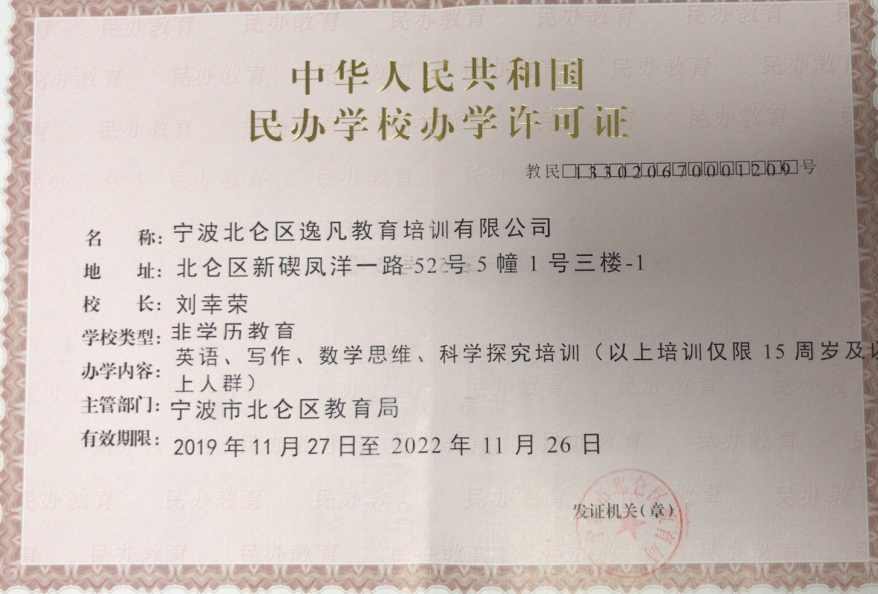 中华人民共和国
民办学校办学许可证
教民133020670001209号
名 称：宁波北仑区逸凡教育培训有限公司
地 址：北仑区新碶凤洋一路52号5幢1号三楼-1
校 长：刘幸荣
学校类型：非学历教育
办学内容：英语、写作、数学思维、科学探究培训（以上培训仅限15周岁及以
上人群）
主管部门：宁波市北仑区教育局
有效期限：2019年11月27日至2022年11月26日
发证机关（章）